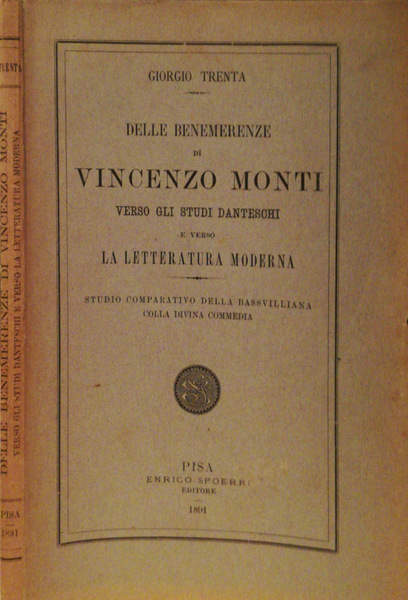 GIORGIO TRENTA
DELLE BENEMERENZE
DI
VINCENZO MONTI
VERSO GLI STUDI DANTESCHI
E VERSO
LA LETTERATURA MODERNA
STUDIO COMPARATIVO DELLA BASSVILLIANA
COLLA DIVINA COMMEDIA
PISA
ENRICO SPOERRI
EDITORE
1891
TRENTA
DELLE BENEMERENZE DI VINCENZO MONTI
VERSO GLI STUDI DANTESCHI E VERSO LA LETTERATURA MODERNA
PISA
1891